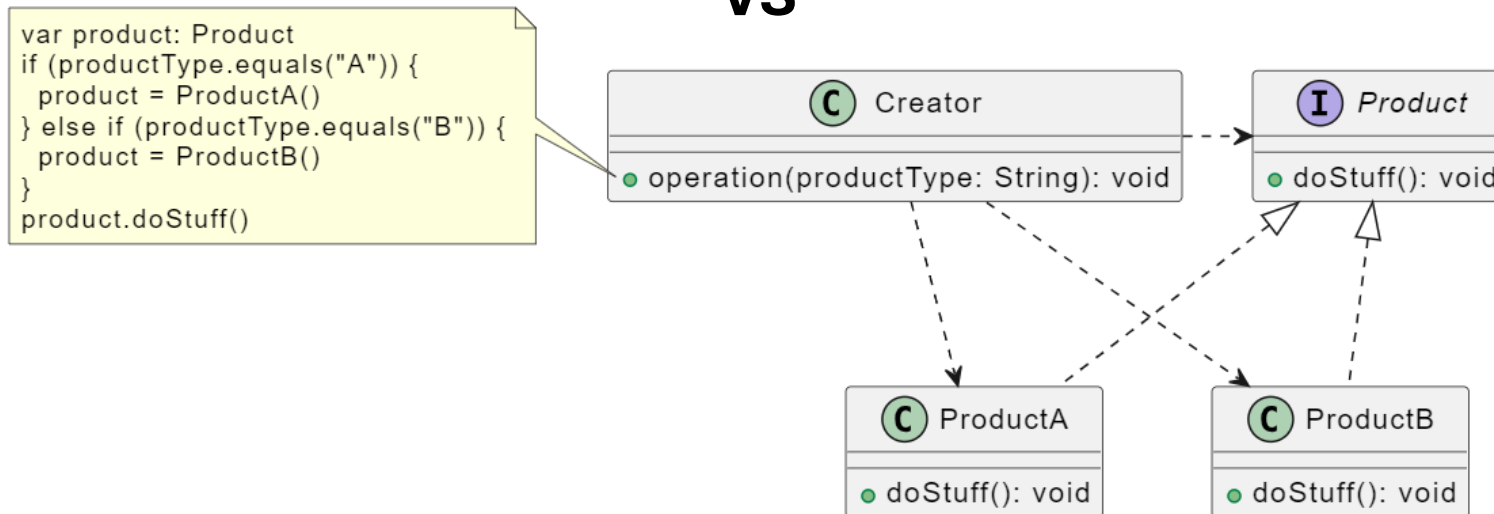 vs
var product: Product
if (productType.equals("A")) {
  product = ProductA()
} else if (productType.equals("B")) {
  product = ProductB()
}
product.doStuff()
C Creator
operation(productType: String): void
I Product
doStuff(): void
C ProductA
doStuff(): void
C ProductB
doStuff(): void